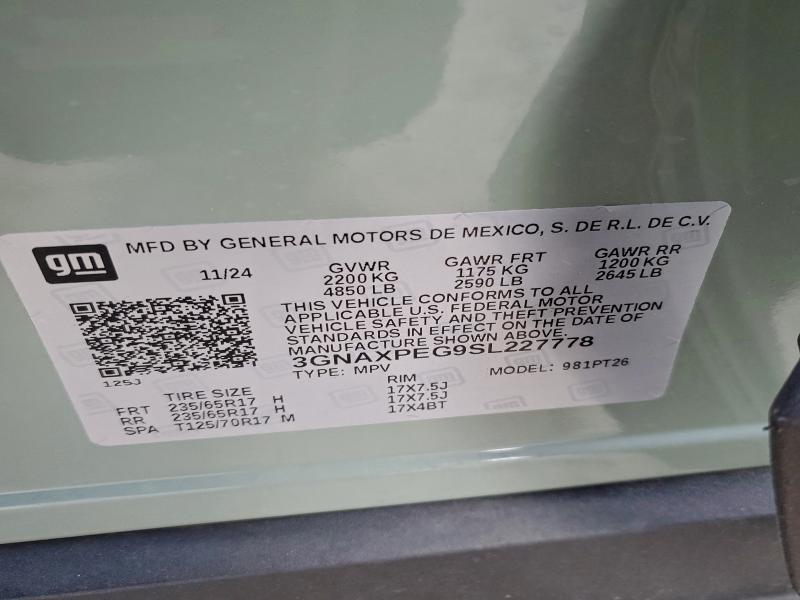 gm MFD BY GENERAL MOTORS DE MEXICO, S. DE R.L. DE C.V.
11/24 GVWR GAWR FRT GAWR RR
2200 KG 1175 KG 1200 KG
4850 LB 2590 LB 2645 LB
THIS VEHICLE CONFORMS TO ALL
APPLICABLE U.S. FEDERAL MOTOR
VEHICLE SAFETY AND THEFT PREVENTION
STANDARDS IN EFFECT ON THE DATE OF
MANUFACTURE SHOWN ABOVE.
3GNAXPEG9SL227778
125J TYPE: MPV MODEL: 981PT26
TIRE SIZE RIM
FRT 235/65R17 H 17X7.5J
RR 235/65R17 H 17X7.5J
SPA T125/70R17 M 17X4BT